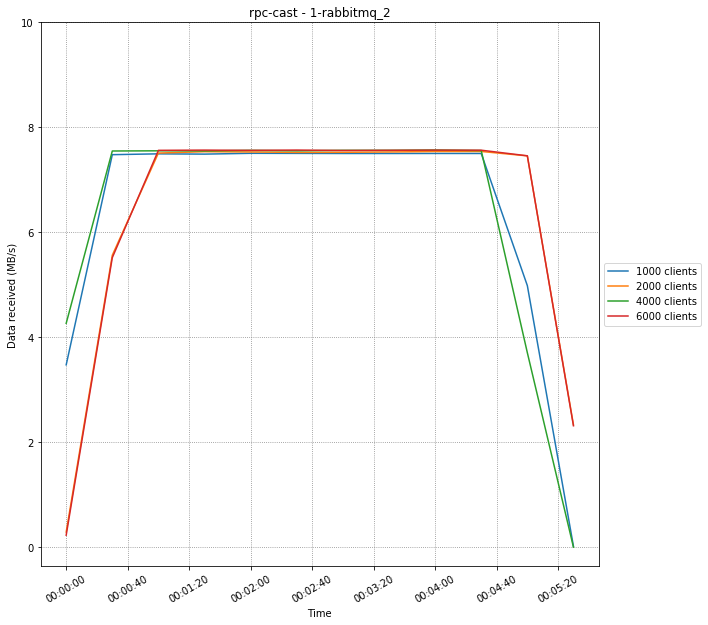 rpc-cast - 1-rabbitmq_2
Data received (MB/s)
10
8
6
4
2
0
00:00:00
00:00:40
00:01:20
00:02:00
00:02:40
00:03:20
00:04:00
00:04:40
00:05:20
Time
1000 clients
2000 clients
4000 clients
6000 clients